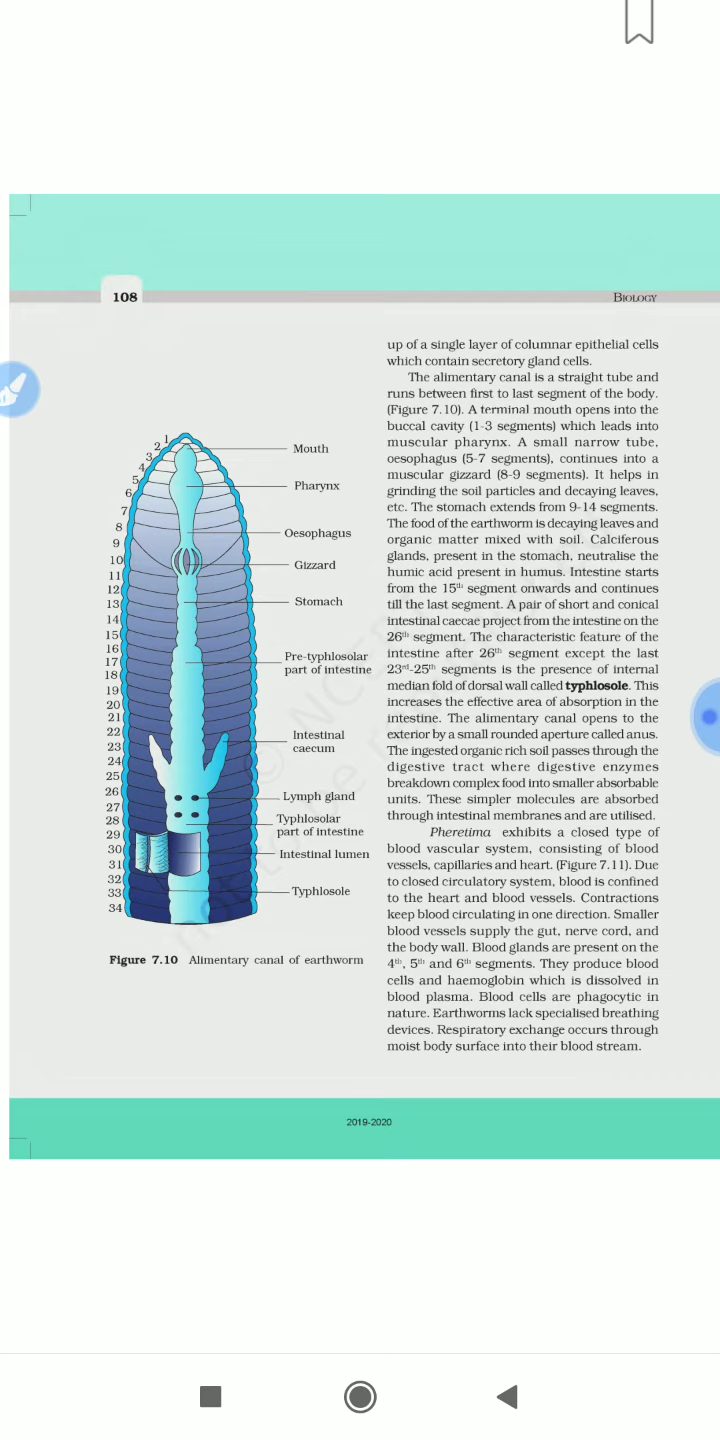 108
BIOLOGY
up of a single layer of columnar epithelial cells
which contain secretory gland cells.
The alimentary canal is a straight tube and
runs between first to last segment of the body.
(Figure 7.10). A terminal mouth opens into the
buccal cavity (1-3 segments) which leads into
muscular pharynx. A small narrow tube,
oesophagus (5-7 segments), continues into a
muscular gizzard (8-9 segments). It helps in
grinding the soil particles and decaying leaves,
etc. The stomach extends from 9-14 segments.
The food of the earthworm is decaying leaves and
organic matter mixed with soil. Calciferous
glands, present in the stomach, neutralise the
humic acid present in humus. Intestine starts
from the 15th segment onwards and continues
till the last segment. A pair of short and conical
intestinal caecae project from the intestine on the
26th segment. The characteristic feature of the
intestine after 26th segment except the last
23rd-25th segments is the presence of internal
median fold of dorsal wall called typhlosole. This
increases the effective area of absorption in the
intestine. The alimentary canal opens to the
exterior by a small rounded aperture called anus.
The ingested organic rich soil passes through the
digestive tract where digestive enzymes
breakdown complex food into smaller absorbable
units. These simpler molecules are absorbed
through intestinal membranes and are utilised.
Pheretima exhibits a closed type of
blood vascular system, consisting of blood
vessels, capillaries and heart. (Figure 7.11). Due
to closed circulatory system, blood is confined
to the heart and blood vessels. Contractions
keep blood circulating in one direction. Smaller
blood vessels supply the gut, nerve cord, and
the body wall. Blood glands are present on the
4th, 5th and 6th segments. They produce blood
cells and haemoglobin which is dissolved in
blood plasma. Blood cells are phagocytic in
nature. Earthworms lack specialised breathing
devices. Respiratory exchange occurs through
moist body surface into their blood stream.
1
2
3
4
5
6
7
8
9
10
11
12
13
14
15
16
17
18
19
20
21
22
23
24
25
26
27
28
29
30
31
32
33
34
Mouth
Pharynx
Oesophagus
Gizzard
Stomach
Pre-typhlosolar
part of intestine
Intestinal
caecum
Lymph gland
Typhlosolar
part of intestine
Intestinal lumen
Typhlosole
Figure 7.10 Alimentary canal of earthworm
2019-2020